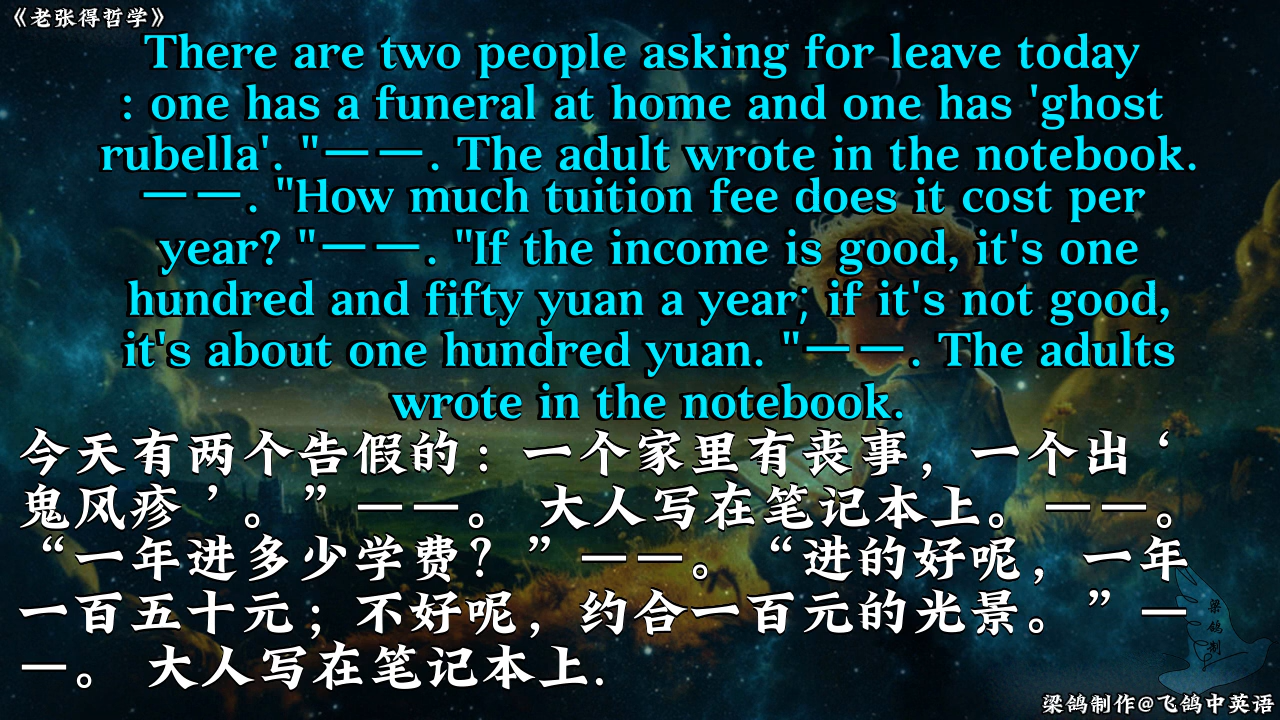 《老张得哲学》
There are two people asking for leave today
: one has a funeral at home and one has 'ghost
rubella'. "——. The adult wrote in the notebook.
——. "How much tuition fee does it cost per
year? "——. "If the income is good, it's one
hundred and fifty yuan a year; if it's not good,
it's about one hundred yuan. "——. The adults
wrote in the notebook.
今天有两个告假的：一个家里有丧事，一个出‘
鬼风疹’。”——。 大人写在笔记本上。——。
“一年进多少学费？”——。“进的好呢，一年
一百五十元；不好呢，约合一百元的光景。”—
—。 大人写在笔记本上.
梁鸽制
梁鸽制作@飞鸽中英语